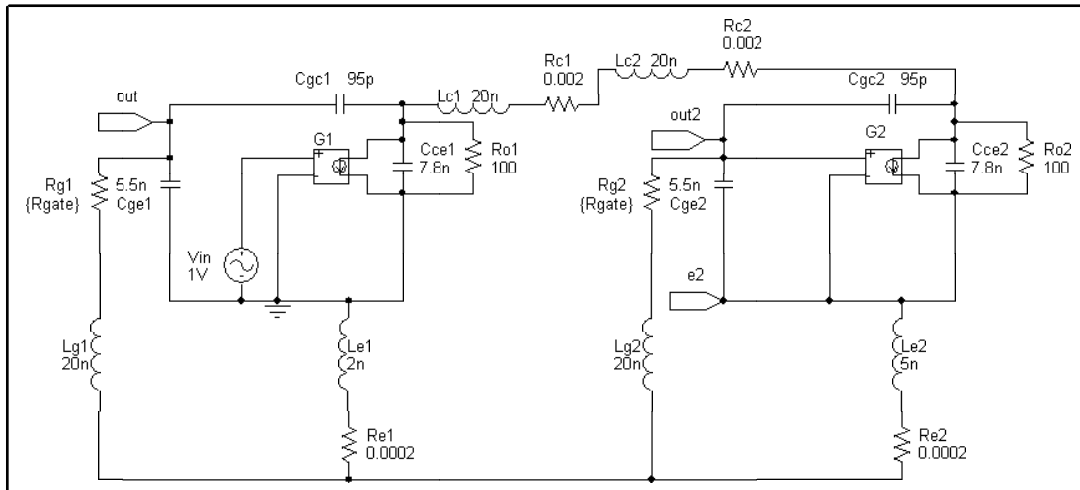 Rc2
0.002
Rc1
0.002
Lc2 20n
Cgc1 95p
Lc1 20n
Cgc2 95p
out
out2
G1
G2
Cce1
7.8n
Ro1
100
Cce2
7.8n
Ro2
100
Rg1
{Rgate}
5.5n
Cge1
Rg2
{Rgate}
5.5n
Cge2
Vin
1V
e2
Lg1
20n
Le1
2n
Lg2
20n
Le2
5n
Re1
0.0002
Re2
0.0002